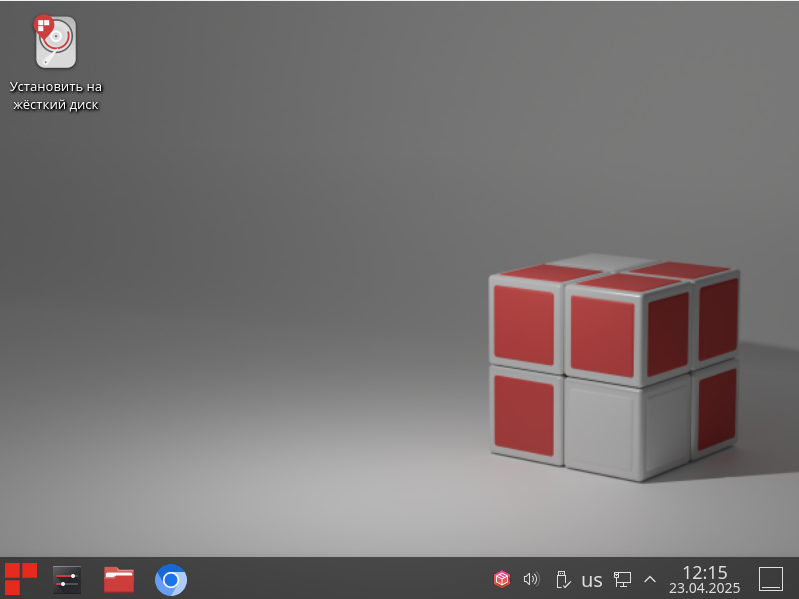 Установить на
жёсткий диск
us
12:15
23.04.2025